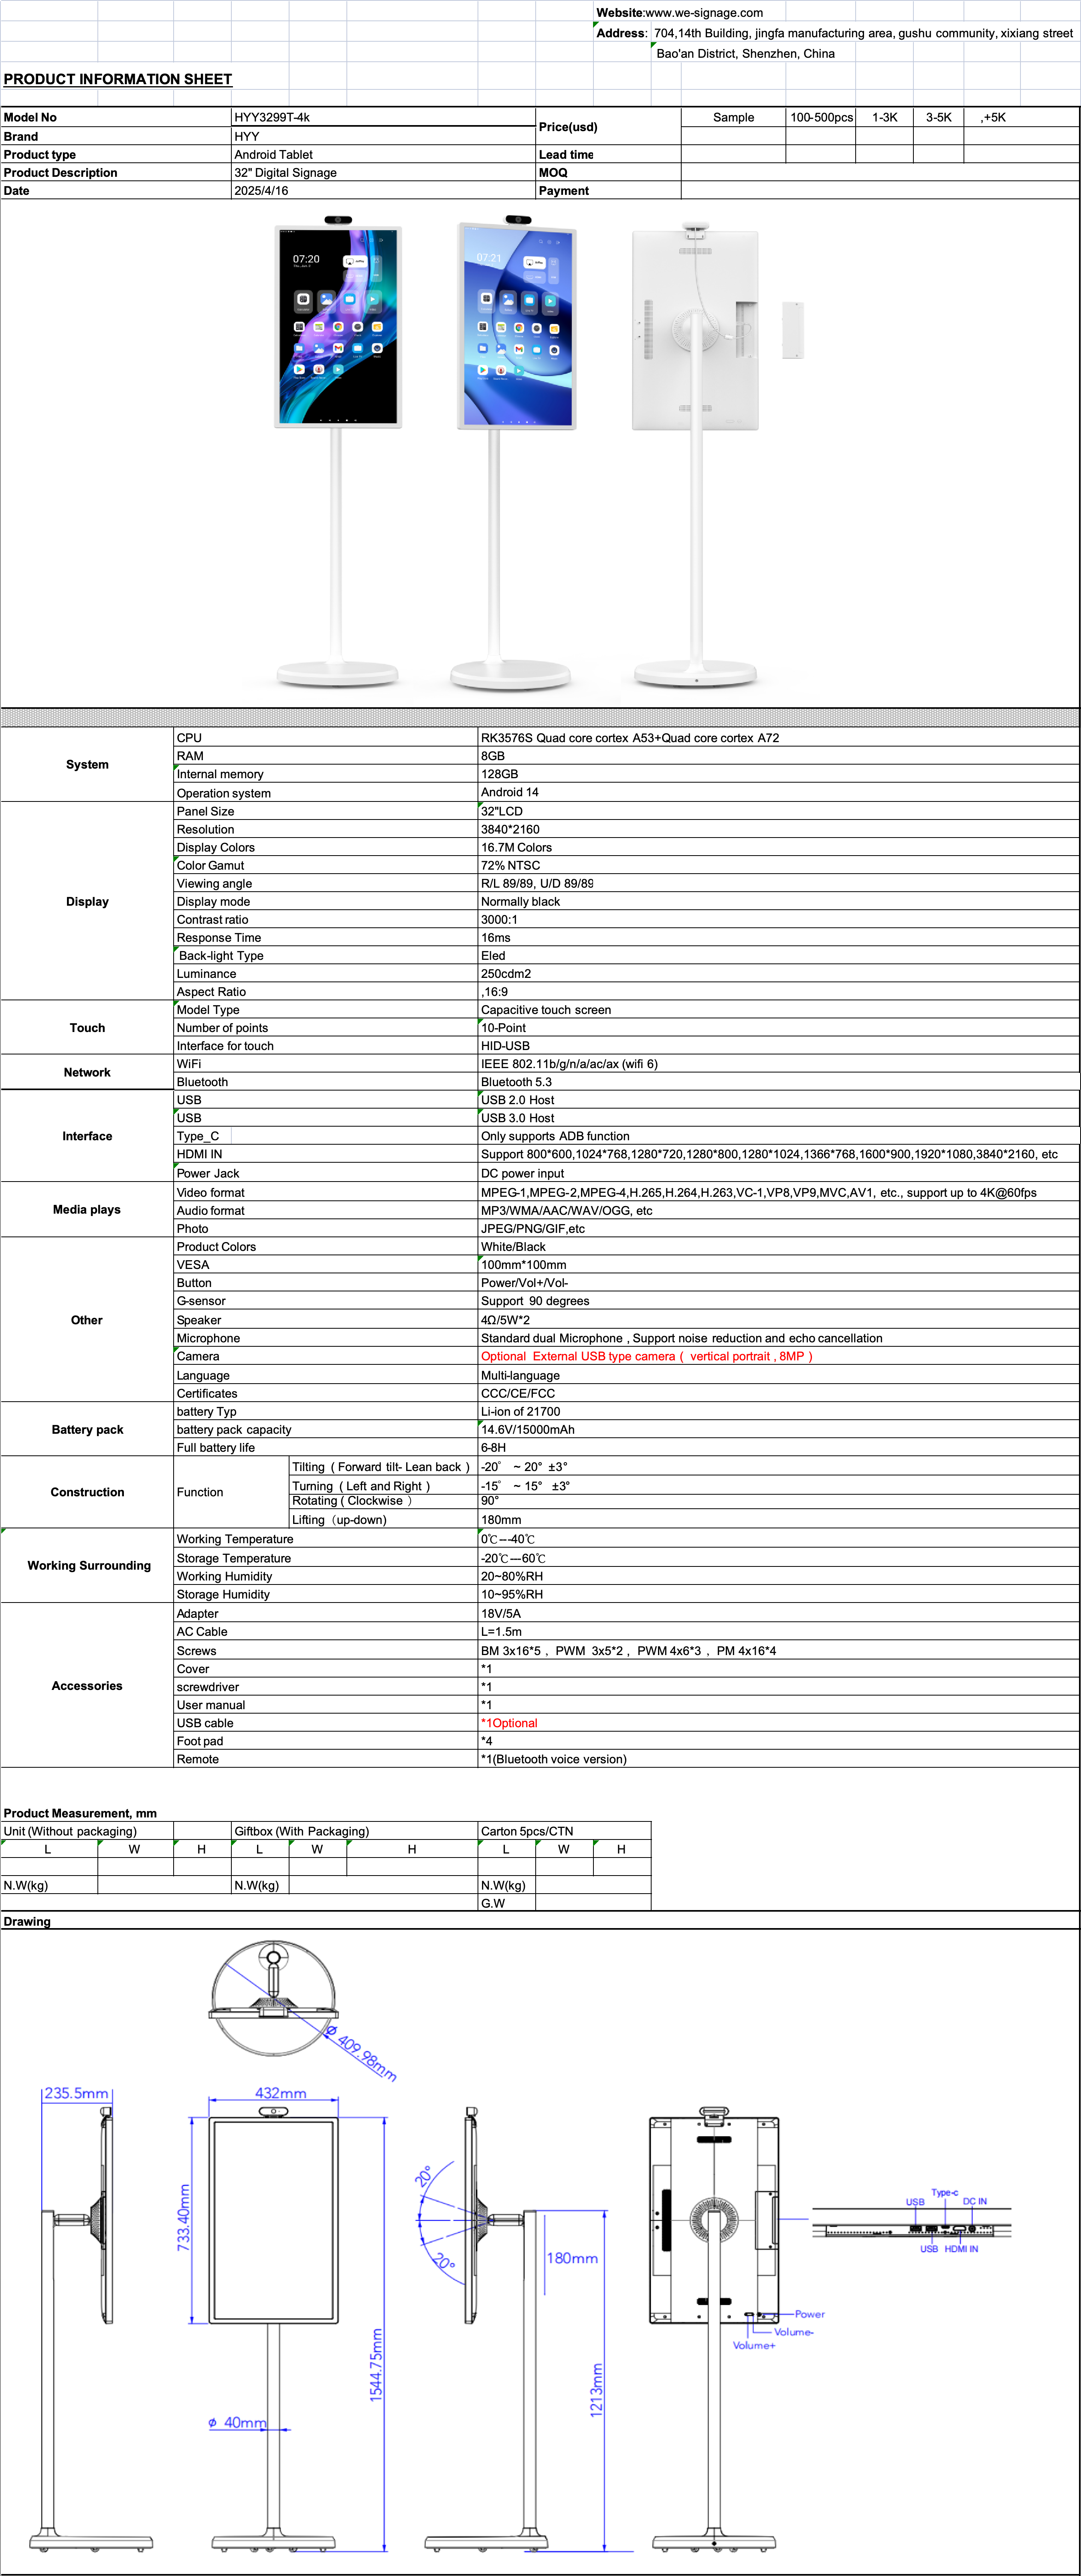 Website:www.we-signage.com
Address: 704,14th Building, jingfa manufacturing area, gushu community, xixiang street
Bao'an District, Shenzhen, China
PRODUCT INFORMATION SHEET
Model No HYY3299T-4k Price(usd) Sample 100-500pcs 1-3K 3-5K ,+5K
Brand HYY
Product type Android Tablet Lead time
Product Description 32" Digital Signage MOQ
Date 2025/4/16 Payment
07:20
07:21
System
CPU RK3576S Quad core cortex A53+Quad core cortex A72
RAM 8GB
Internal memory 128GB
Operation system Android 14
Display
Panel Size 32"LCD
Resolution 3840*2160
Display Colors 16.7M Colors
Color Gamut 72% NTSC
Viewing angle R/L 89/89, U/D 89/89
Display mode Normally black
Contrast ratio 3000:1
Response Time 16ms
Back-light Type Eled
Luminance 250cdm2
Aspect Ratio ,16:9
Touch
Model Type Capacitive touch screen
Number of points 10-Point
Interface for touch HID-USB
Network
WiFi IEEE 802.11b/g/n/a/ac/ax (wifi 6)
Bluetooth Bluetooth 5.3
Interface
USB USB 2.0 Host
USB USB 3.0 Host
Type_C Only supports ADB function
HDMI IN Support 800*600,1024*768,1280*720,1280*800,1280*1024,1366*768,1600*900,1920*1080,3840*2160, etc
Power Jack DC power input
Media plays
Video format MPEG-1,MPEG-2,MPEG-4,H.265,H.264,H.263,VC-1,VP8,VP9,MVC,AV1, etc., support up to 4K@60fps
Audio format MP3/WMA/AAC/WAV/OGG, etc
Photo JPEG/PNG/GIF,etc
Other
Product Colors White/Black
VESA 100mm*100mm
Button Power/Vol+/Vol-
G-sensor Support 90 degrees
Speaker 4Ω/5W*2
Microphone Standard dual Microphone , Support noise reduction and echo cancellation
Camera Optional External USB type camera ( vertical portrait , 8MP )
Language Multi-language
Certificates CCC/CE/FCC
Battery pack
battery Typ Li-ion of 21700
battery pack capacity 14.6V/15000mAh
Full battery life 6-8H
Construction
Function
Tilting ( Forward tilt- Lean back ) -20° ~ 20° ±3°
Turning ( Left and Right ) -15° ~ 15° ±3°
Rotating ( Clockwise ) 90°
Lifting (up-down) 180mm
Working Surrounding
Working Temperature 0℃---40℃
Storage Temperature -20℃---60℃
Working Humidity 20~80%RH
Storage Humidity 10~95%RH
Accessories
Adapter 18V/5A
AC Cable L=1.5m
Screws BM 3x16*5 , PWM 3x5*2 , PWM 4x6*3 , PM 4x16*4
Cover *1
screwdriver *1
User manual *1
USB cable *1Optional
Foot pad *4
Remote *1(Bluetooth voice version)
Product Measurement, mm
Unit (Without packaging) Giftbox (With Packaging) Carton 5pcs/CTN
L W H L W H L W H
N.W(kg) N.W(kg) N.W(kg)
G.W
Drawing
ϕ 409.98mm
235.5mm
432mm
733.40mm
1544.75mm
ϕ 40mm
20°
20°
180mm
1213mm
USB Type-c DC IN
USB HDMI IN
Power
Volume-
Volume+